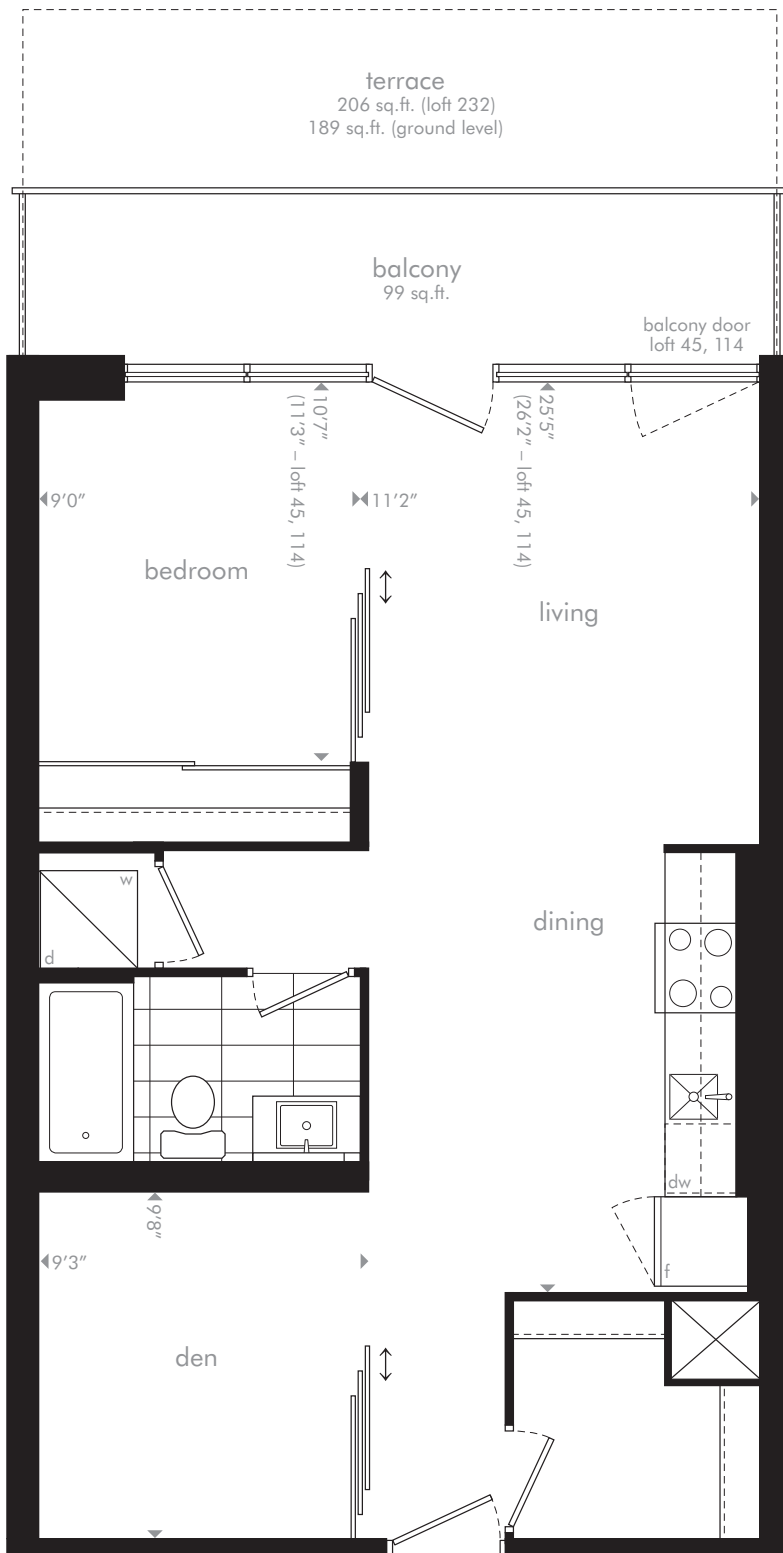 terrace
206 sq.ft. (loft 232)
189 sq.ft. (ground level)
balcony
99 sq.ft.
balcony door
loft 45, 114
10’7”
(11’3” – loft 45, 114)
25’5”
(26’2” – loft 45, 114)
9’0”
11’2”
bedroom
living
w
d
dining
dw
f
9’8”
9’3”
den